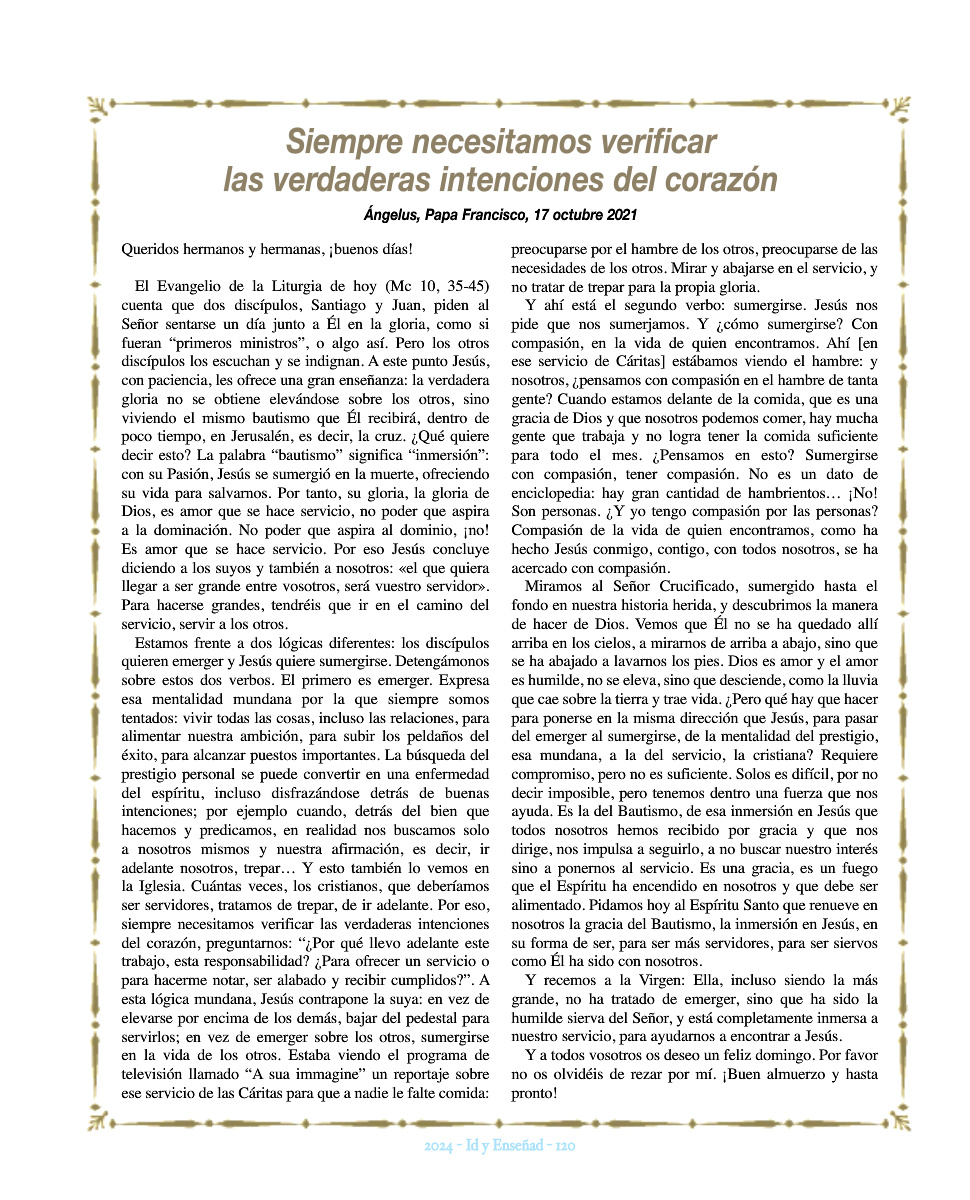 Siempre necesitamos verificar
las verdaderas intenciones del corazón
Ángelus, Papa Francisco, 17 octubre 2021
Queridos hermanos y hermanas, ¡buenos días!
El Evangelio de la Liturgia de hoy (Mc 10, 35-45)
cuenta que dos discípulos, Santiago y Juan, piden al
Señor sentarse un día junto a Él en la gloria, como si
fueran “primeros ministros”, o algo así. Pero los otros
discípulos los escuchan y se indignan. A este punto Jesús,
con paciencia, les ofrece una gran enseñanza: la verdadera
gloria no se obtiene elevándose sobre los otros, sino
viviendo el mismo bautismo que Él recibirá, dentro de
poco tiempo, en Jerusalén, es decir, la cruz. ¿Qué quiere
decir esto? La palabra “bautismo” significa “inmersión”:
con su Pasión, Jesús se sumergió en la muerte, ofreciendo
su vida para salvarnos. Por tanto, su gloria, la gloria de
Dios, es amor que se hace servicio, no poder que aspira
a la dominación. No poder que aspira al dominio, ¡no!
Es amor que se hace servicio. Por eso Jesús concluye
diciendo a los suyos y también a nosotros: «el que quiera
llegar a ser grande entre vosotros, será vuestro servidor».
Para hacerse grandes, tendréis que ir en el camino del
servicio, servir a los otros.
Estamos frente a dos lógicas diferentes: los discípulos
quieren emerger y Jesús quiere sumergirse. Detengámonos
sobre estos dos verbos. El primero es emerger. Expresa
esa mentalidad mundana por la que siempre somos
tentados: vivir todas las cosas, incluso las relaciones, para
alimentar nuestra ambición, para subir los peldaños del
éxito, para alcanzar puestos importantes. La búsqueda del
prestigio personal se puede convertir en una enfermedad
del espíritu, incluso disfrazándose detrás de buenas
intenciones; por ejemplo cuando, detrás del bien que
hacemos y predicamos, en realidad nos buscamos solo
a nosotros mismos y nuestra afirmación, es decir, ir
adelante nosotros, trepar… Y esto también lo vemos en
la Iglesia. Cuántas veces, los cristianos, que deberíamos
ser servidores, tratamos de trepar, de ir adelante. Por eso,
siempre necesitamos verificar las verdaderas intenciones
del corazón, preguntarnos: “¿Por qué llevo adelante este
trabajo, esta responsabilidad? ¿Para ofrecer un servicio o
para hacerme notar, ser alabado y recibir cumplidos?”. A
esta lógica mundana, Jesús contrapone la suya: en vez de
elevarse por encima de los demás, bajar del pedestal para
servirlos; en vez de emerger sobre los otros, sumergirse
en la vida de los otros. Estaba viendo el programa de
televisión llamado “A sua immagine” un reportaje sobre
ese servicio de las Cáritas para que a nadie le falte comida:
preocuparse por el hambre de los otros, preocuparse de las
necesidades de los otros. Mirar y abajarse en el servicio, y
no tratar de trepar para la propia gloria.
Y ahí está el segundo verbo: sumergirse. Jesús nos
pide que nos sumerjamos. Y ¿cómo sumergirse? Con
compasión, en la vida de quien encontramos. Ahí [en
ese servicio de Cáritas] estábamos viendo el hambre: y
nosotros, ¿pensamos con compasión en el hambre de tanta
gente? Cuando estamos delante de la comida, que es una
gracia de Dios y que nosotros podemos comer, hay mucha
gente que trabaja y no logra tener la comida suficiente
para todo el mes. ¿Pensamos en esto? Sumergirse
con compasión, tener compasión. No es un dato de
enciclopedia: hay gran cantidad de hambrientos… ¡No!
Son personas. ¿Y yo tengo compasión por las personas?
Compasión de la vida de quien encontramos, como ha
hecho Jesús conmigo, contigo, con todos nosotros, se ha
acercado con compasión.
Miramos al Señor Crucificado, sumergido hasta el
fondo en nuestra historia herida, y descubrimos la manera
de hacer de Dios. Vemos que Él no se ha quedado allí
arriba en los cielos, a mirarnos de arriba a abajo, sino que
se ha abajado a lavarnos los pies. Dios es amor y el amor
es humilde, no se eleva, sino que desciende, como la lluvia
que cae sobre la tierra y trae vida. ¿Pero qué hay que hacer
para ponerse en la misma dirección que Jesús, para pasar
del emerger al sumergirse, de la mentalidad del prestigio,
esa mundana, a la del servicio, la cristiana? Requiere
compromiso, pero no es suficiente. Solos es difícil, por no
decir imposible, pero tenemos dentro una fuerza que nos
ayuda. Es la del Bautismo, de esa inmersión en Jesús que
todos nosotros hemos recibido por gracia y que nos
dirige, nos impulsa a seguirlo, a no buscar nuestro interés
sino a ponernos al servicio. Es una gracia, es un fuego
que el Espíritu ha encendido en nosotros y que debe ser
alimentado. Pidamos hoy al Espíritu Santo que renueve en
nosotros la gracia del Bautismo, la inmersión en Jesús, en
su forma de ser, para ser más servidores, para ser siervos
como Él ha sido con nosotros.
Y recemos a la Virgen: Ella, incluso siendo la más
grande, no ha tratado de emerger, sino que ha sido la
humilde sierva del Señor, y está completamente inmersa a
nuestro servicio, para ayudarnos a encontrar a Jesús.
Y a todos vosotros os deseo un feliz domingo. Por favor
no os olvidéis de rezar por mí. ¡Buen almuerzo y hasta
pronto!
2024 - Id y Enseñad - 120